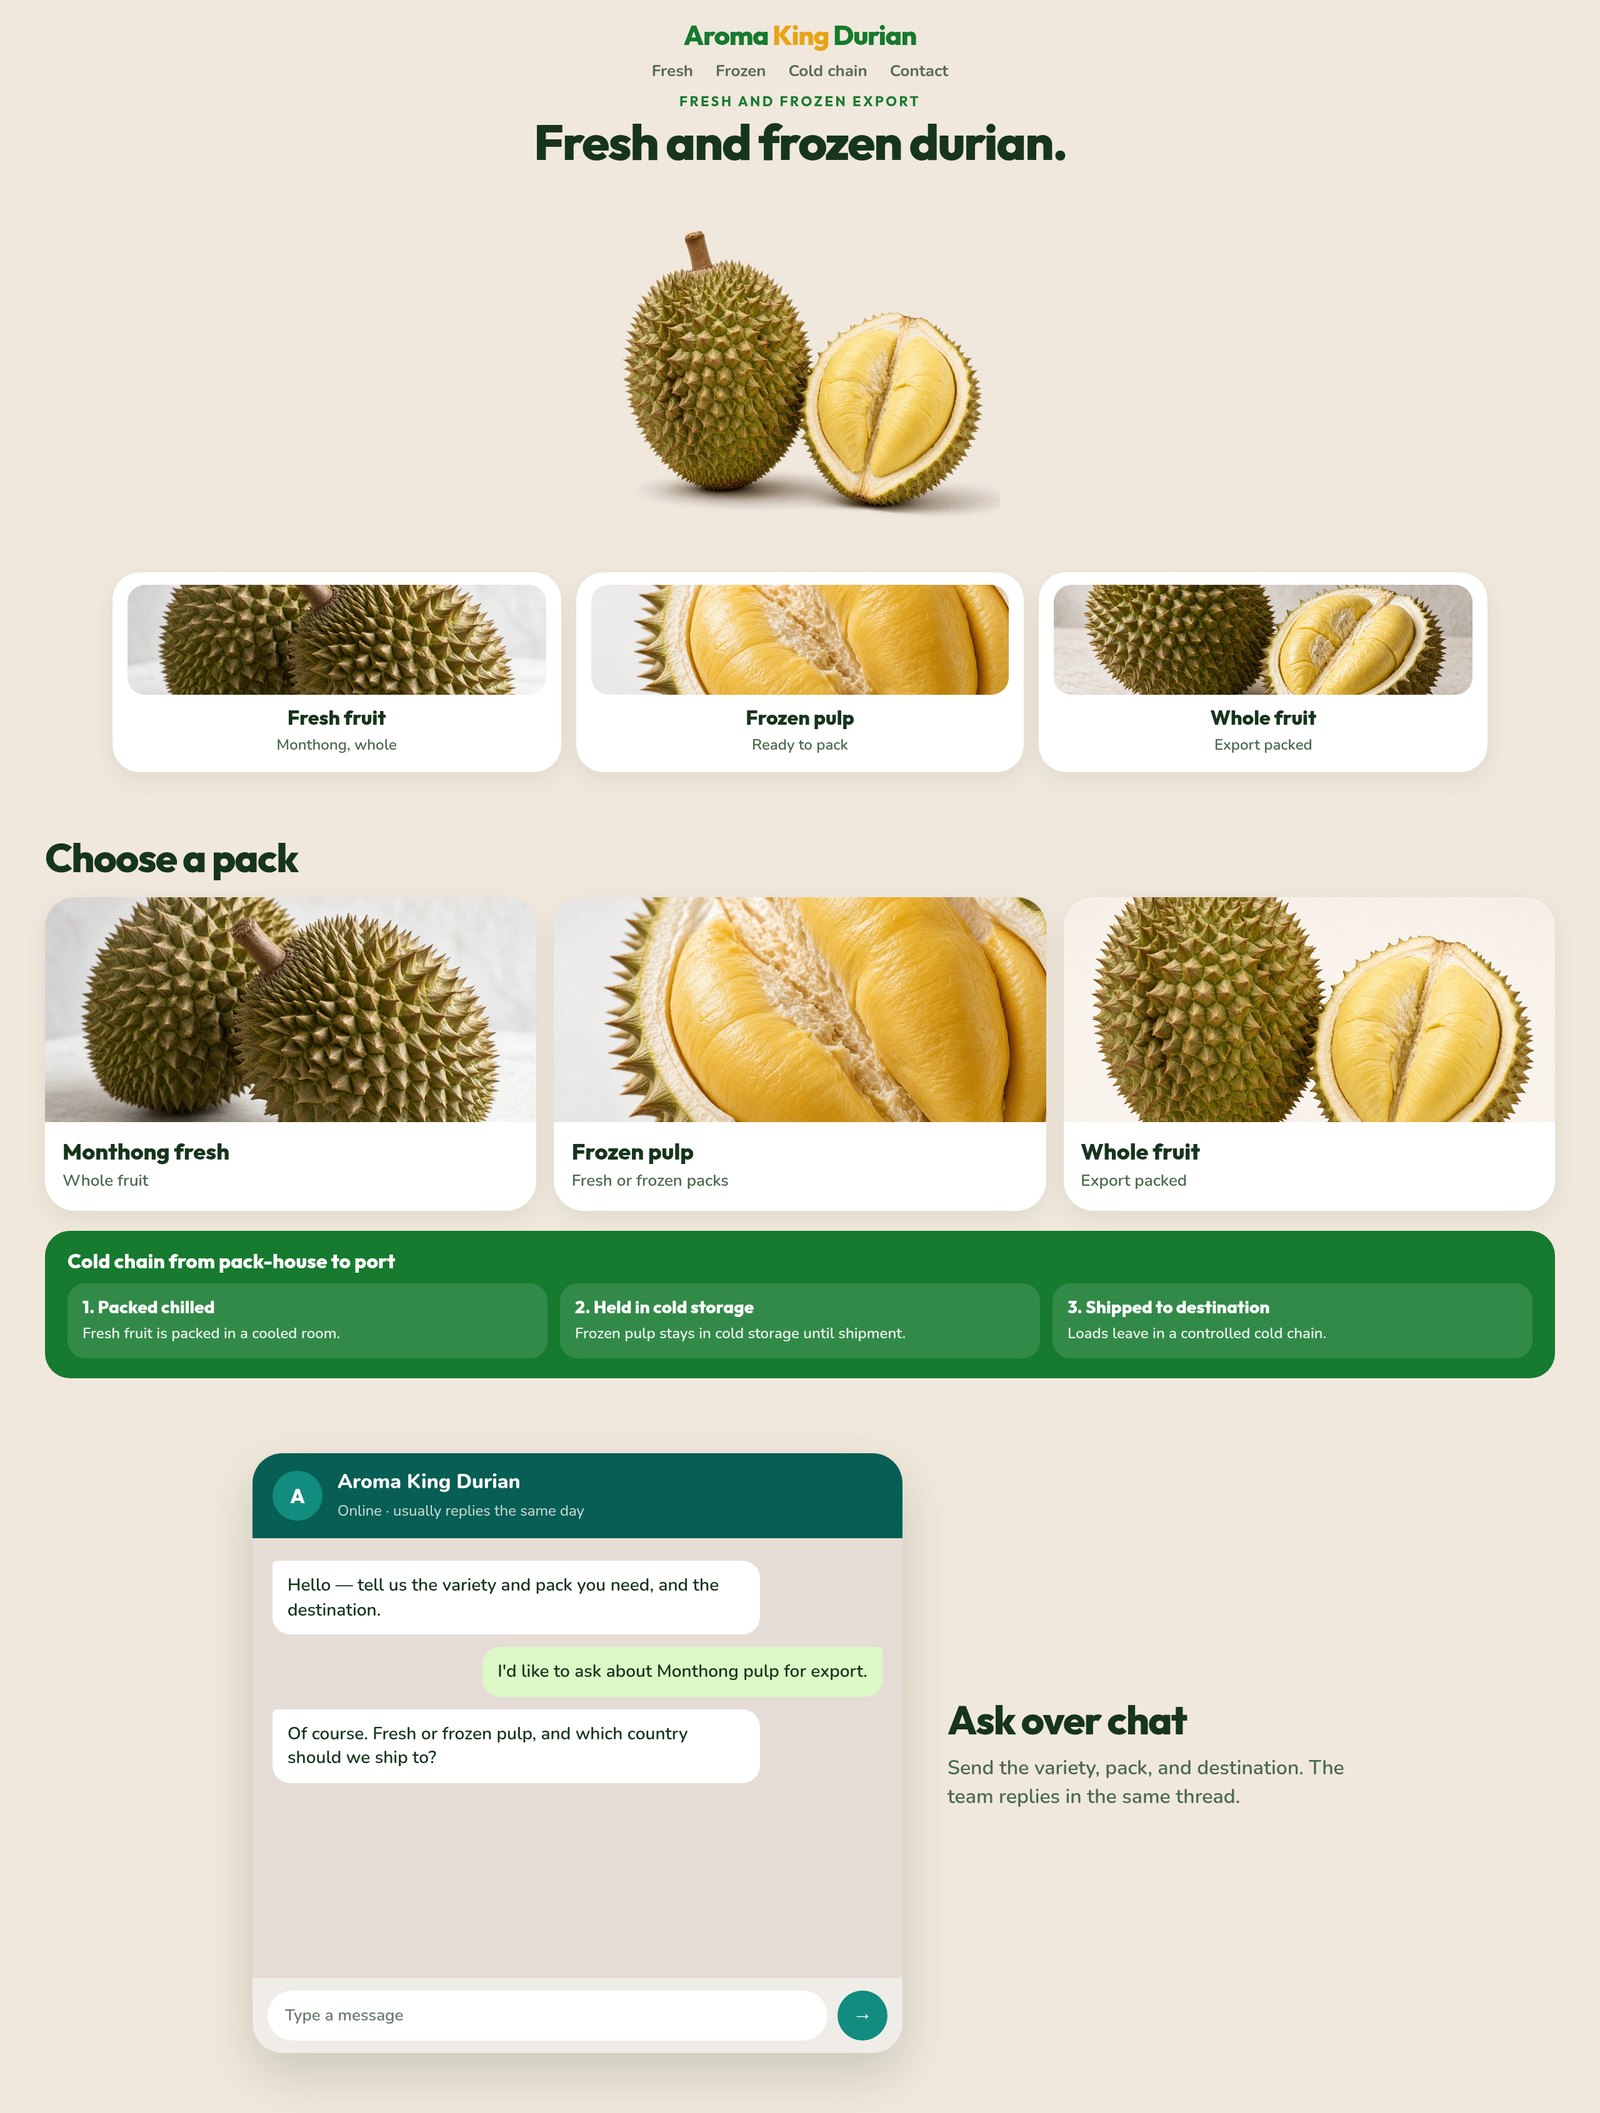 Aroma King Durian
Fresh Frozen Cold chain Contact
FRESH AND FROZEN EXPORT
Fresh and frozen durian.
Fresh fruit
Monthong, whole
Frozen pulp
Ready to pack
Whole fruit
Export packed
Choose a pack
Monthong fresh
Whole fruit
Frozen pulp
Fresh or frozen packs
Whole fruit
Export packed
Cold chain from pack-house to port
1. Packed chilled
Fresh fruit is packed in a cooled room.
2. Held in cold storage
Frozen pulp stays in cold storage until shipment.
3. Shipped to destination
Loads leave in a controlled cold chain.
A
Aroma King Durian
Online · usually replies the same day
Hello — tell us the variety and pack you need, and the
destination.
I'd like to ask about Monthong pulp for export.
Of course. Fresh or frozen pulp, and which country
should we ship to?
Type a message
→
Ask over chat
Send the variety, pack, and destination. The
team replies in the same thread.